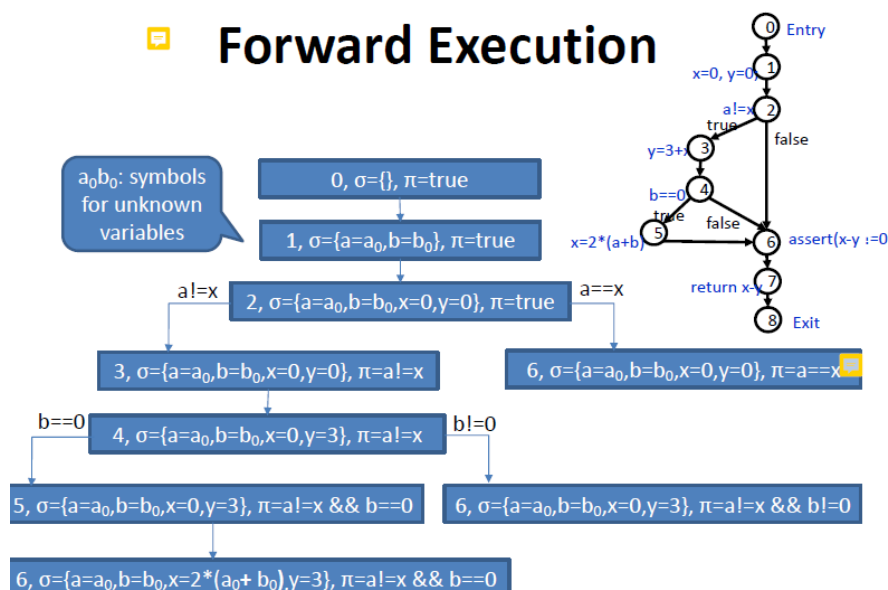 Forward Execution
0 Entry
x=0, y=0; 1
a!=x 2
true
false
y=3+x 3
b==0 4
true
false
x=2*(a+b) 5
6 assert(x-y !=0
return x-y 7
8 Exit
a₀b₀: symbols
for unknown
variables
0, σ={}, π=true
1, σ={a=a₀,b=b₀}, π=true
a!=x
2, σ={a=a₀,b=b₀,x=0,y=0}, π=true
a==x
3, σ={a=a₀,b=b₀,x=0,y=0}, π=a!=x
6, σ={a=a₀,b=b₀,x=0,y=0}, π=a==x
b==0
4, σ={a=a₀,b=b₀,x=0,y=3}, π=a!=x
b!=0
5, σ={a=a₀,b=b₀,x=0,y=3}, π=a!=x && b==0
6, σ={a=a₀,b=b₀,x=0,y=3}, π=a!=x && b!=0
6, σ={a=a₀,b=b₀,x=2*(a₀+ b₀),y=3}, π=a!=x && b==0